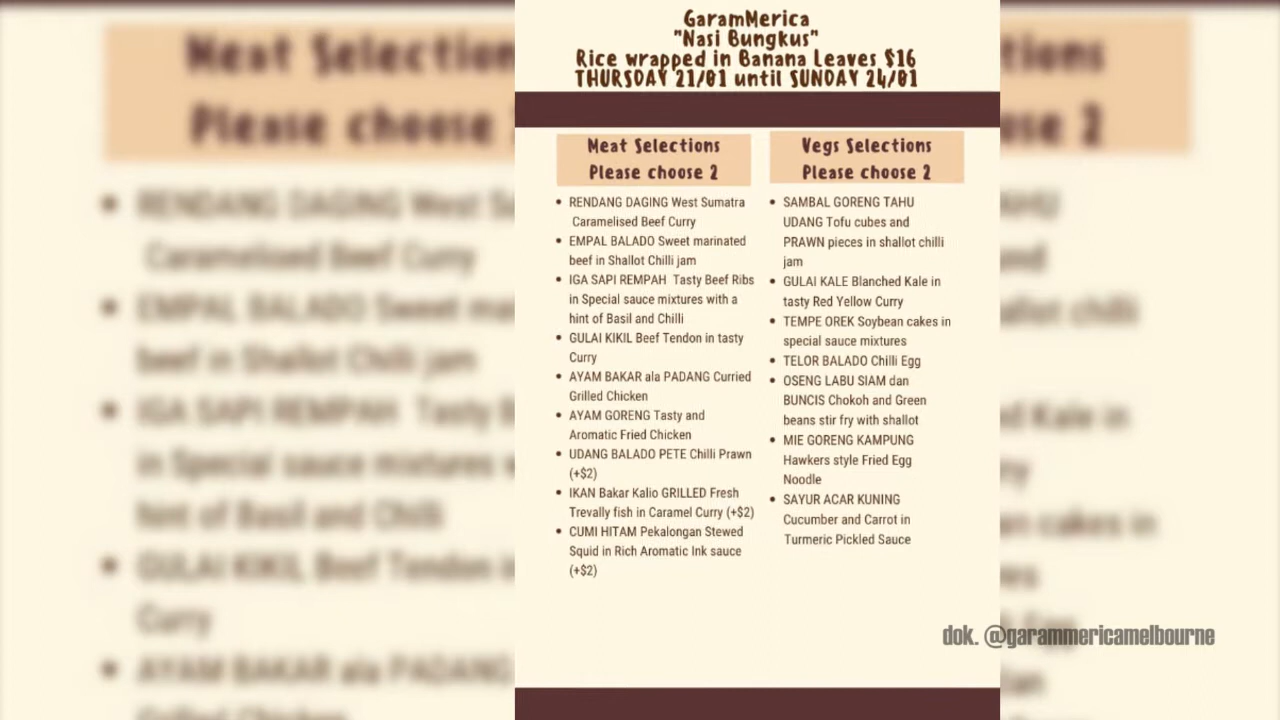 GaramMerica
"Nasi Bungkus"
Rice wrapped in Banana Leaves $16
THURSDAY 21/01 until SUNDAY 24/01
Meat Selections
Please choose 2
RENDANG DAGING West Sumatra
Caramelised Beef Curry
EMPAL BALADO Sweet marinated
beef in Shallot Chilli jam
IGA SAPI REMPAH Tasty Beef Ribs
in Special sauce mixtures with a
hint of Basil and Chilli
GULAI KIKIL Beef Tendon in tasty
Curry
AYAM BAKAR ala PADANG Curried
Grilled Chicken
AYAM GORENG Tasty and
Aromatic Fried Chicken
UDANG BALADO PETE Chilli Prawn
(+$2)
IKAN Bakar Kalio GRILLED Fresh
Trevally fish in Caramel Curry (+$2)
CUMI HITAM Pekalongan Stewed
Squid in Rich Aromatic Ink sauce
(+$2)
Vegs Selections
Please choose 2
SAMBAL GORENG TAHU
UDANG Tofu cubes and
PRAWN pieces in shallot chilli
jam
GULAI KALE Blanched Kale in
tasty Red Yellow Curry
TEMPE OREK Soybean cakes in
special sauce mixtures
TELOR BALADO Chilli Egg
OSENG LABU SIAM dan
BUNCIS Chokoh and Green
beans stir fry with shallot
MIE GORENG KAMPUNG
Hawkers style Fried Egg
Noodle
SAYUR ACAR KUNING
Cucumber and Carrot in
Turmeric Pickled Sauce
dok. @garammericamelbourne